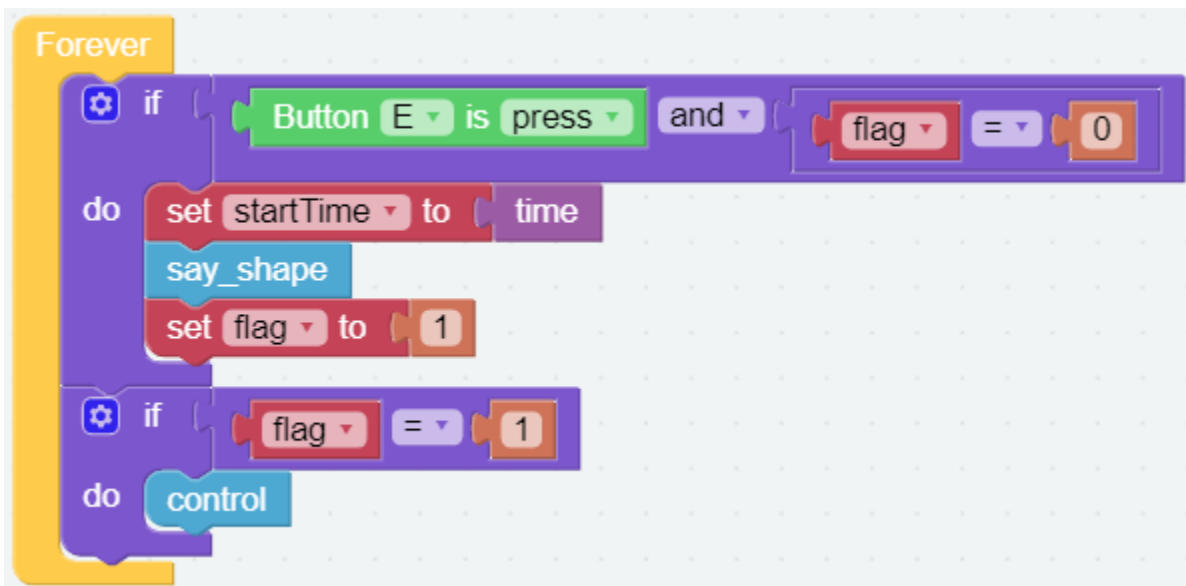 Forever
if Button E is press and flag = 0
do set startTime to time
say_shape
set flag to 1
if flag = 1
do control